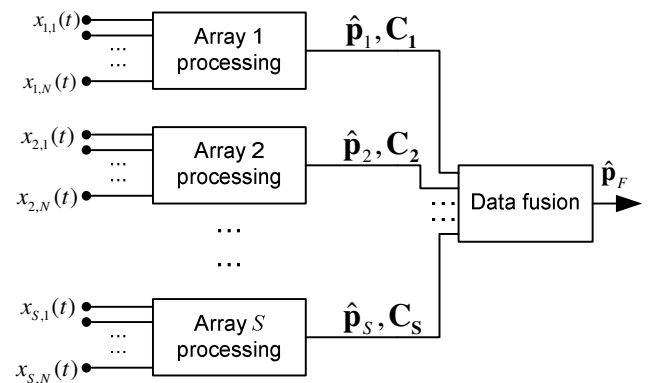 x₁,₁(t)
...
...
x₁,N(t)
Array 1
processing
p̂₁, C₁
x₂,₁(t)
...
...
x₂,N(t)
Array 2
processing
p̂₂, C₂
...
...
Data fusion
p̂F
...
...
xS,₁(t)
...
...
xS,N(t)
Array S
processing
p̂S, CS